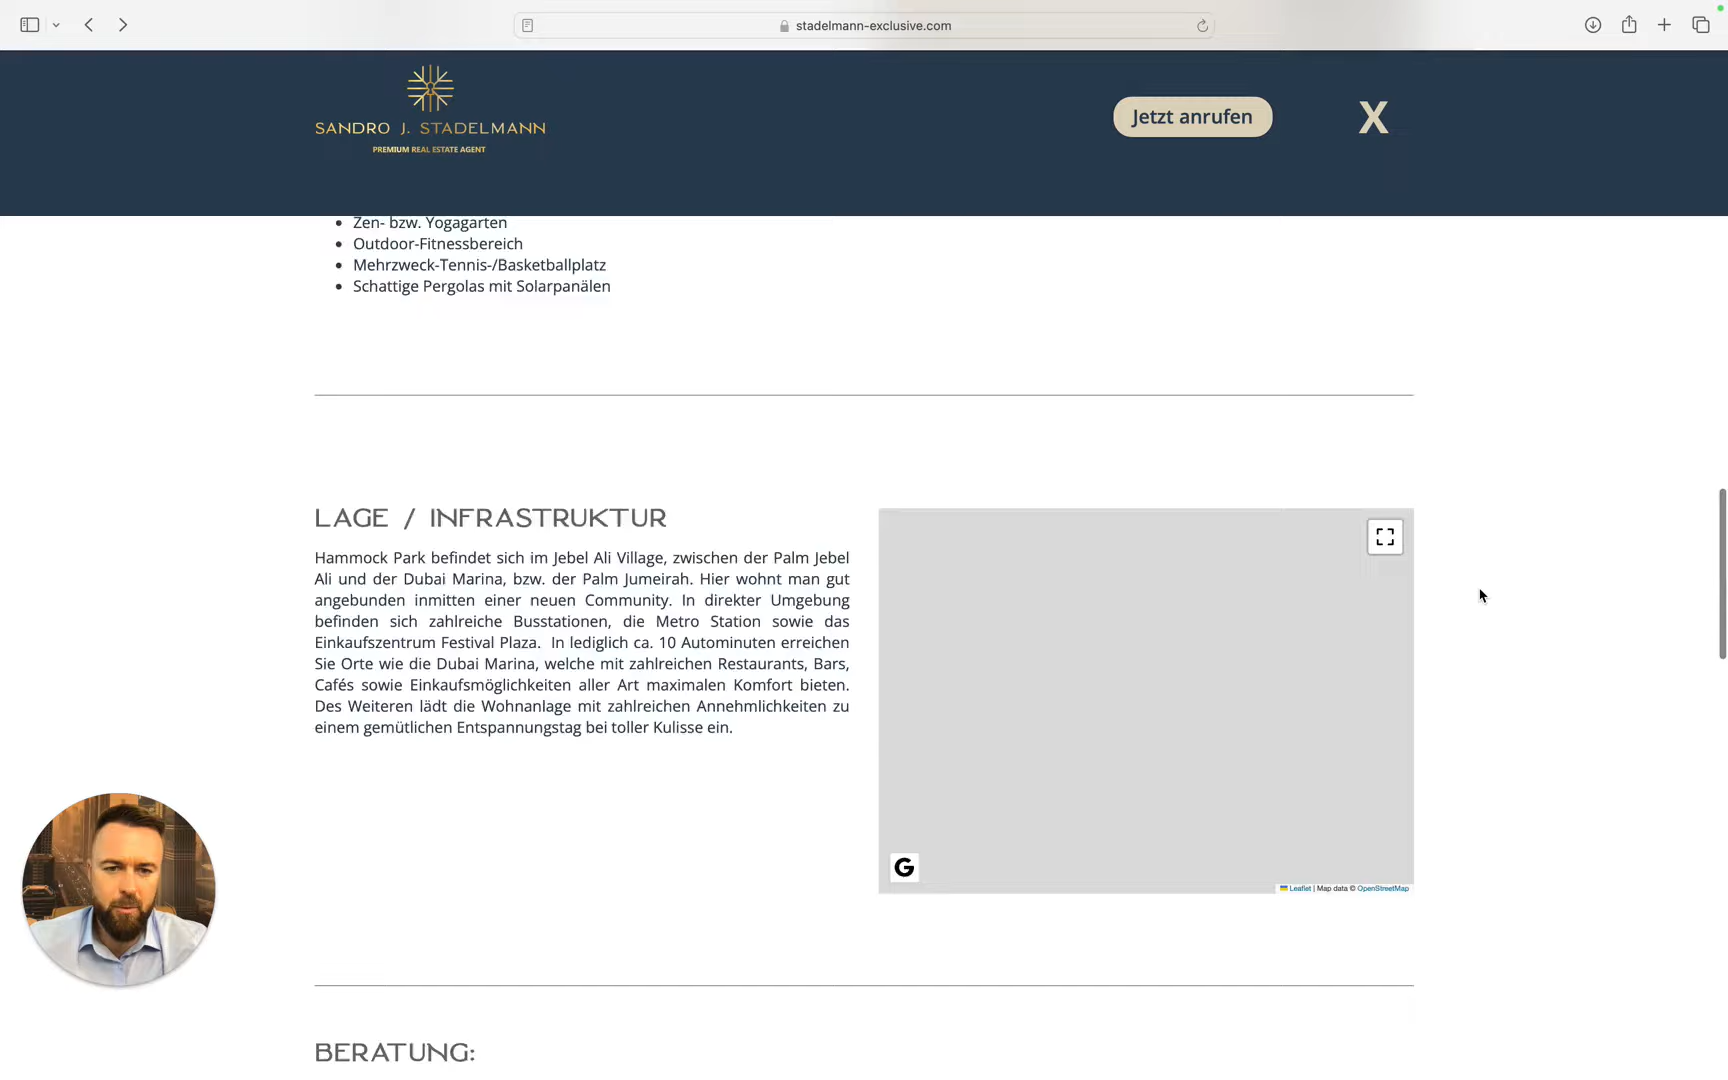 stadelmann-exclusive.com
SANDRO J. STADELMANN
PREMIUM REAL ESTATE AGENT
Jetzt anrufen
X
Zen- bzw. Yogagarten
Outdoor-Fitnessbereich
Mehrzweck-Tennis-/Basketballplatz
Schattige Pergolas mit Solarpanälen
LAGE / INFRASTRUKTUR
Hammock Park befindet sich im Jebel Ali Village, zwischen der Palm Jebel
Ali und der Dubai Marina, bzw. der Palm Jumeirah. Hier wohnt man gut
angebunden inmitten einer neuen Community. In direkter Umgebung
befinden sich zahlreiche Busstationen, die Metro Station sowie das
Einkaufszentrum Festival Plaza. In lediglich ca. 10 Autominuten erreichen
Sie Orte wie die Dubai Marina, welche mit zahlreichen Restaurants, Bars,
Cafés sowie Einkaufsmöglichkeiten aller Art maximalen Komfort bieten.
Des Weiteren lädt die Wohnanlage mit zahlreichen Annehmlichkeiten zu
einem gemütlichen Entspannungstag bei toller Kulisse ein.
G
Leaflet | Map data © OpenStreetMap
BERATUNG: